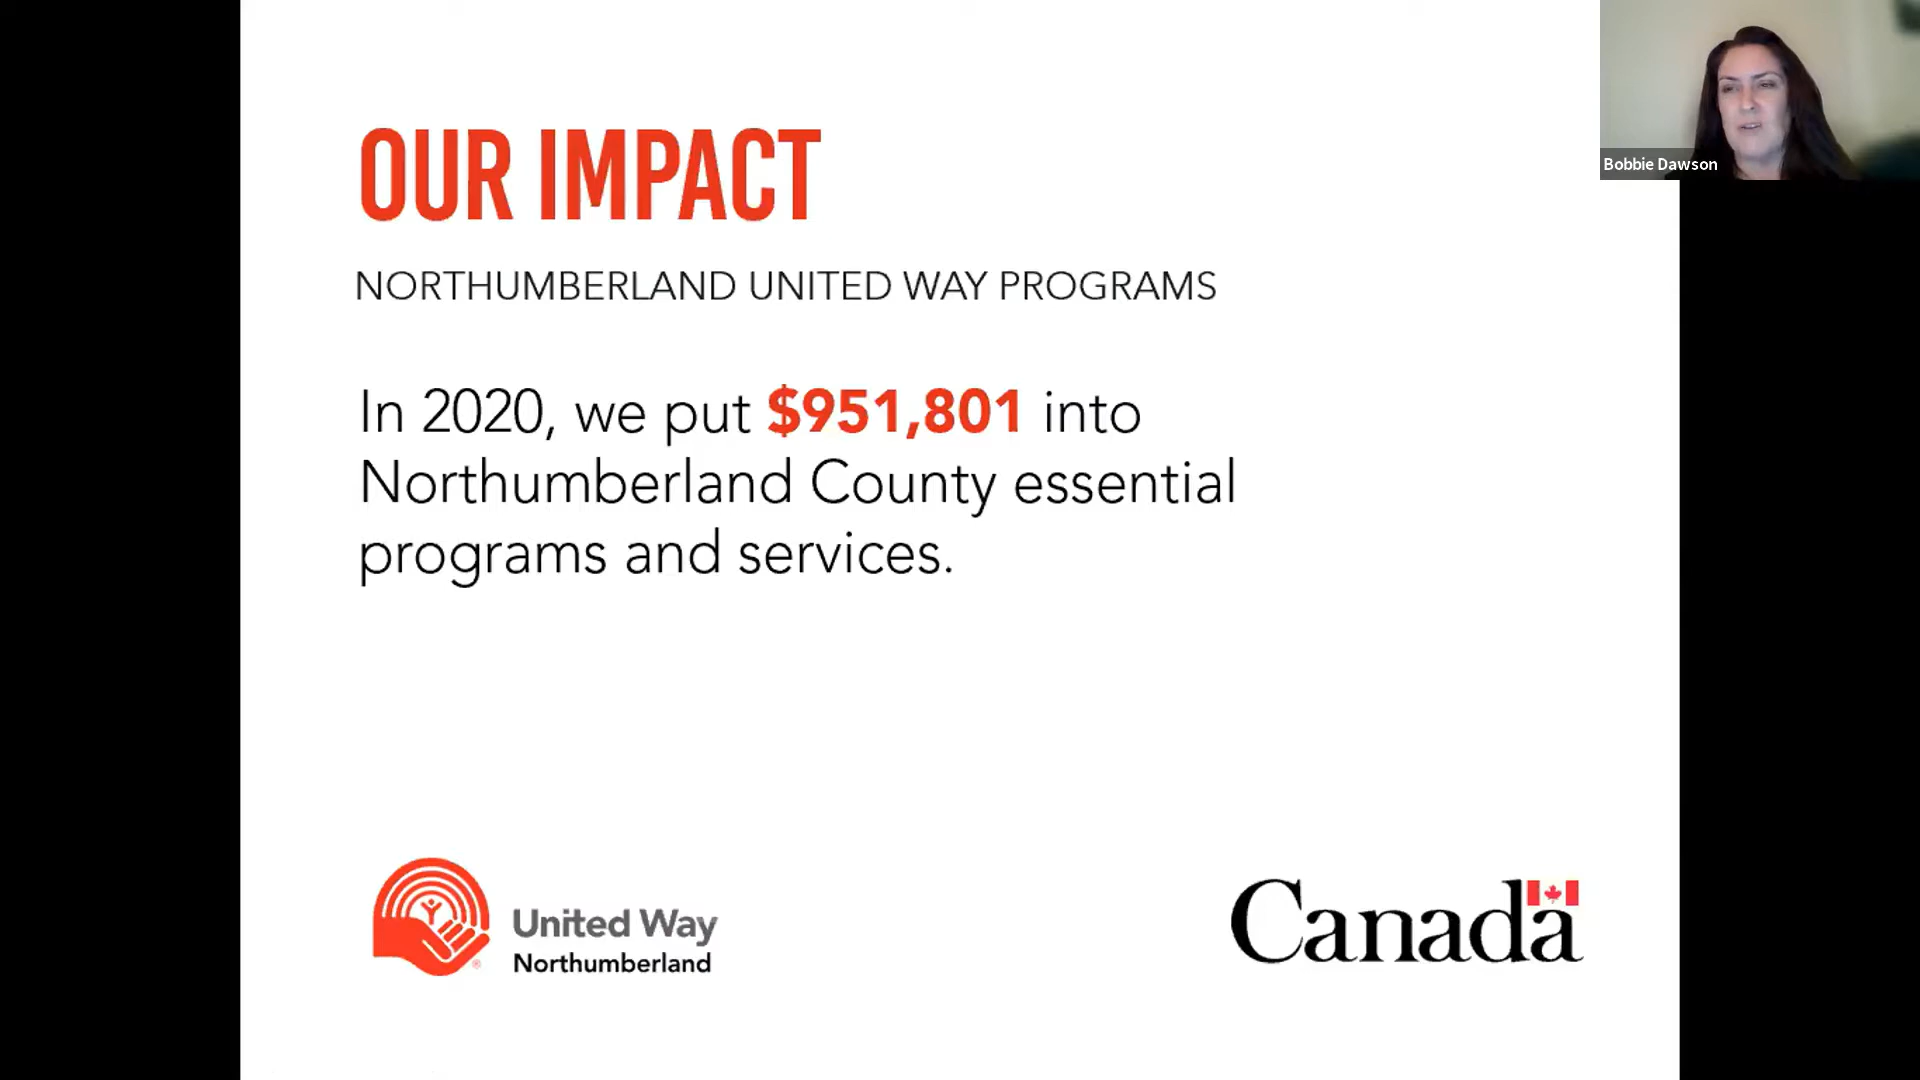 OUR IMPACT
NORTHUMBERLAND UNITED WAY PROGRAMS
In 2020, we put $951,801 into
Northumberland County essential
programs and services.
United Way
Northumberland
Canada
Bobbie Dawson